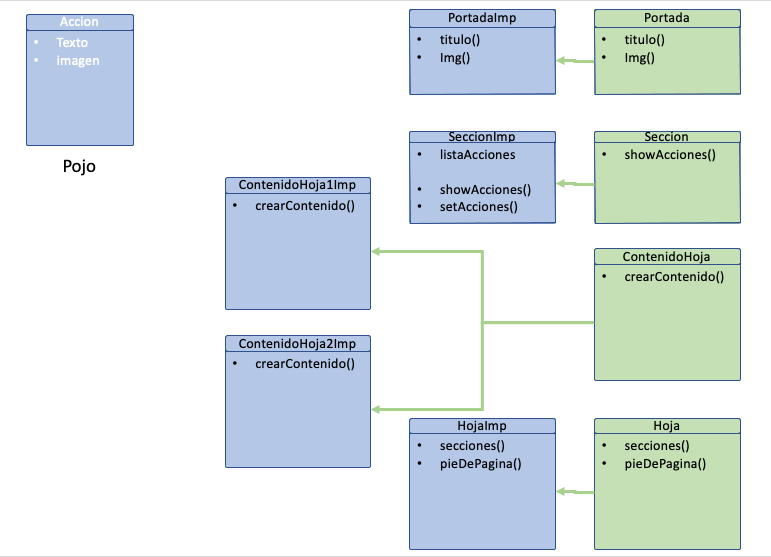 Accion
• Texto
• imagen
Pojo
PortadaImp
• titulo()
• Img()
Portada
• titulo()
• Img()
SeccionImp
• listaAcciones
• showAcciones()
• setAcciones()
Seccion
• showAcciones()
ContenidoHoja1Imp
• crearContenido()
ContenidoHoja
• crearContenido()
ContenidoHoja2Imp
• crearContenido()
HojaImp
• secciones()
• pieDePagina()
Hoja
• secciones()
• pieDePagina()